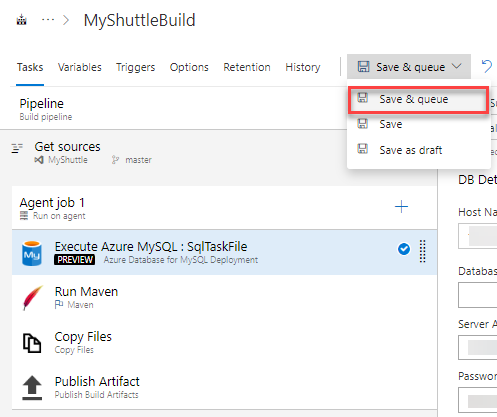 ··· > MyShuttleBuild
Tasks Variables Triggers Options Retention History Save & queue
Save & queue
Save
Save as draft
Pipeline
Build pipeline
Get sources
MyShuttle master
DB Det
Agent job 1
Run on agent
Host Na
Execute Azure MySQL : SqlTaskFile
PREVIEW Azure Database for MySQL Deployment
Databas
Run Maven
Maven
Server A
Copy Files
Copy Files
Passwor
Publish Artifact
Publish Build Artifacts